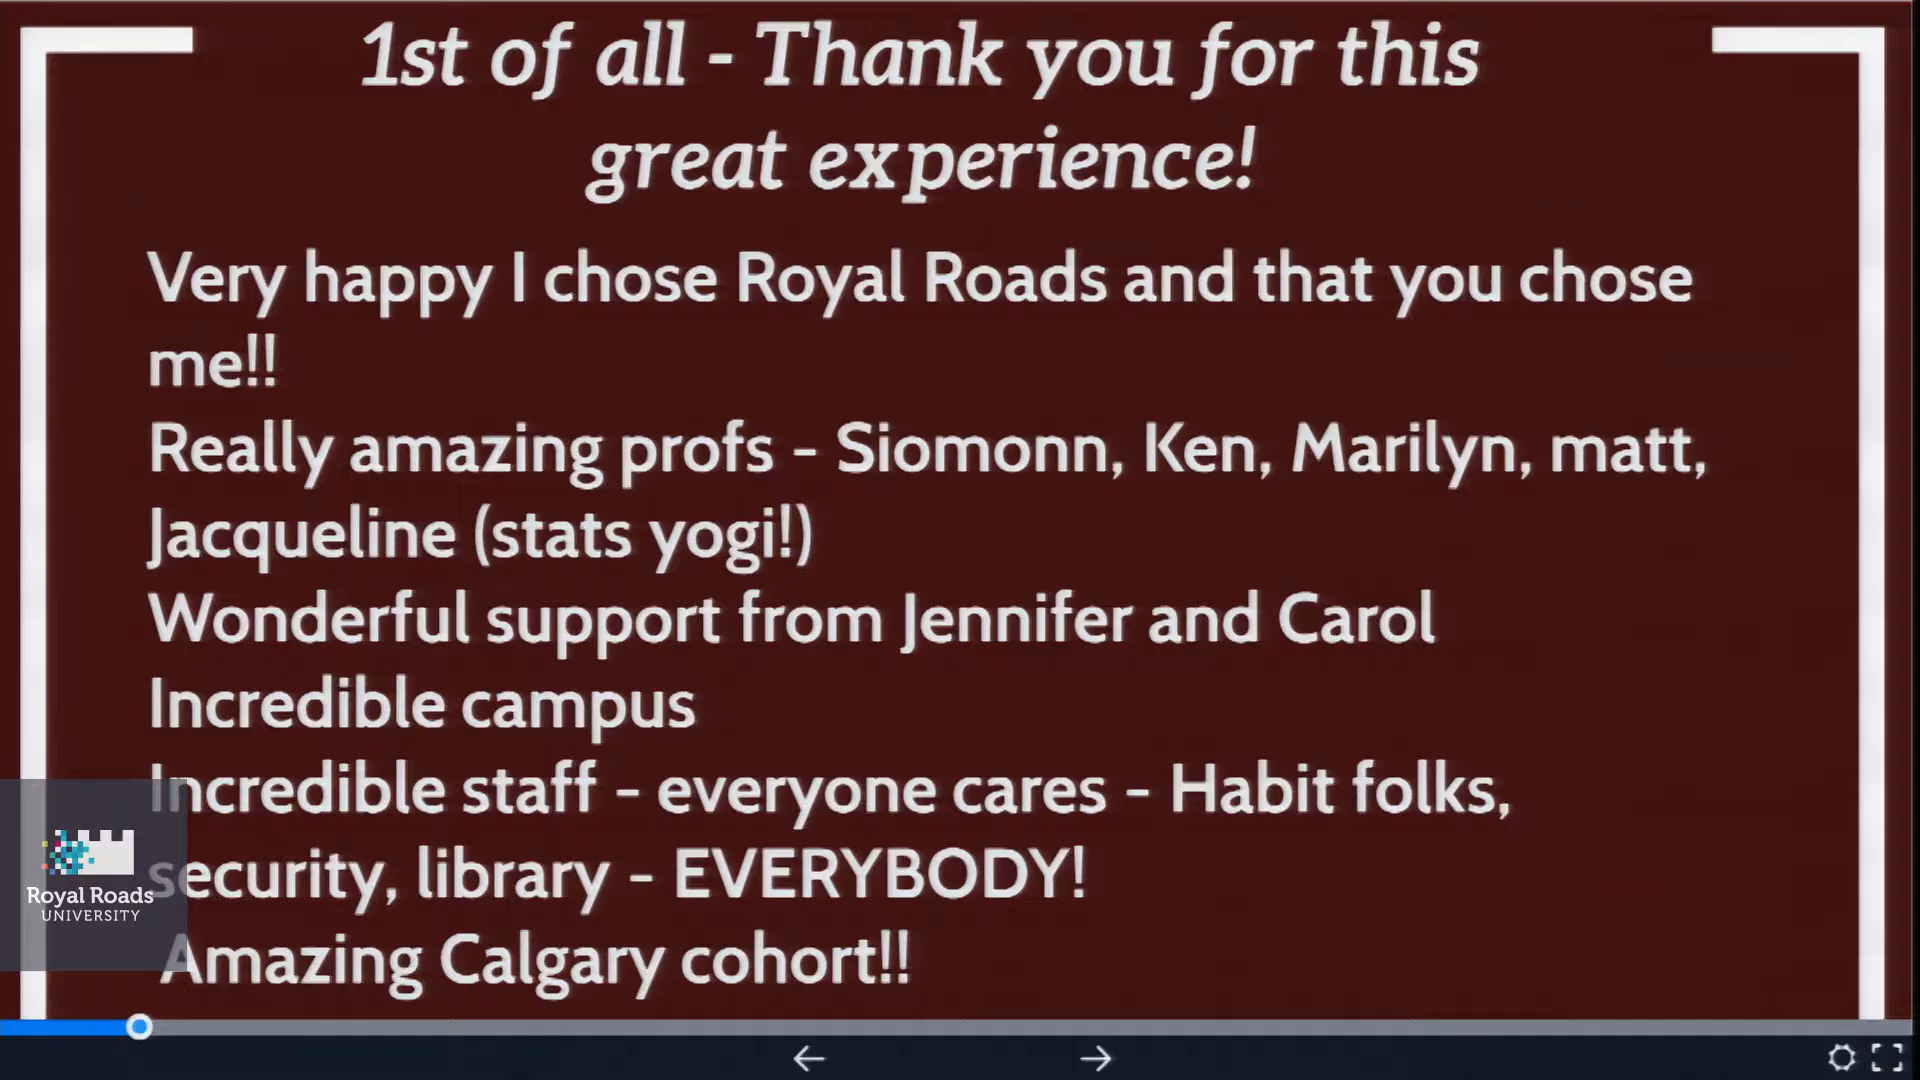 1st of all - Thank you for this
great experience!
Very happy I chose Royal Roads and that you chose
me!!
Really amazing profs - Siomonn, Ken, Marilyn, matt,
Jacqueline (stats yogi!)
Wonderful support from Jennifer and Carol
Incredible campus
Incredible staff - everyone cares - Habit folks,
security, library - EVERYBODY!
Amazing Calgary cohort!!
Royal Roads
UNIVERSITY